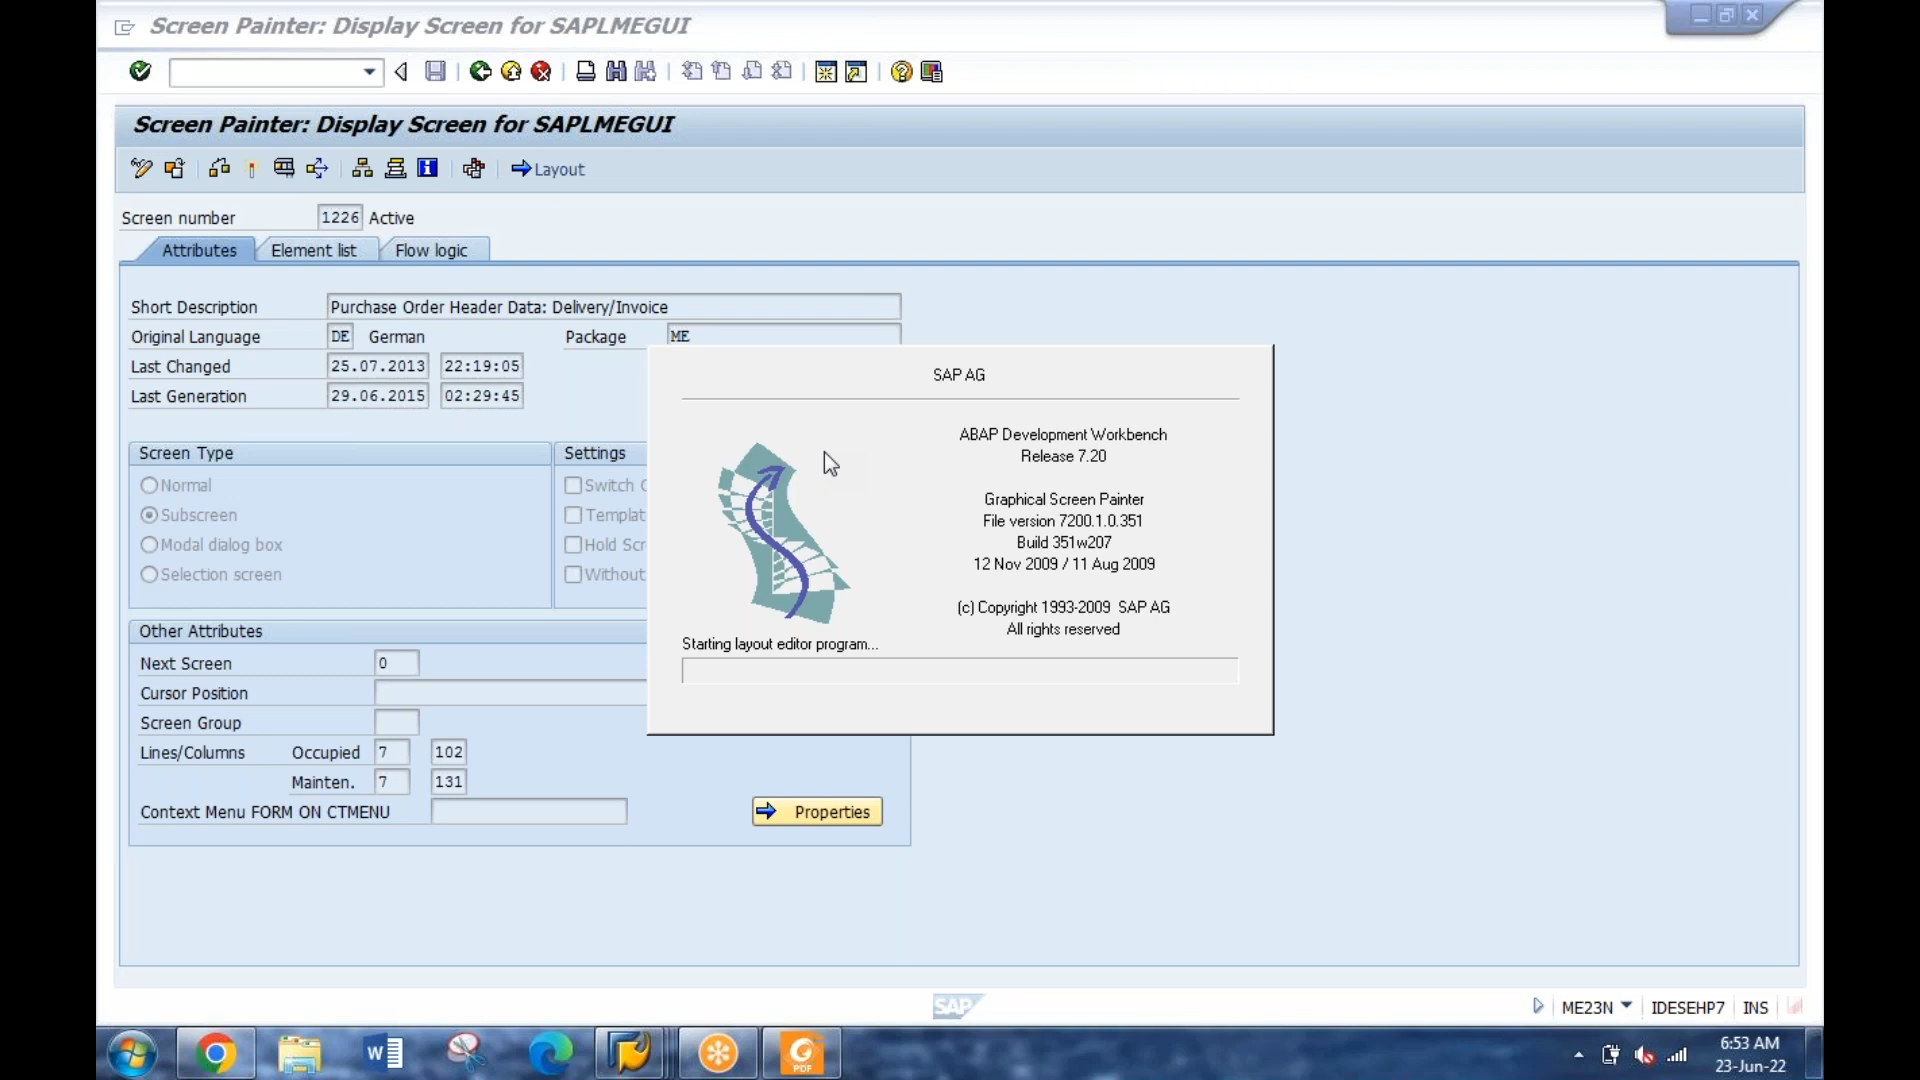 Screen Painter: Display Screen for SAPLMEGUI
Screen Painter: Display Screen for SAPLMEGUI
Layout
Screen number 1226 Active
Attributes Element list Flow logic
Short Description Purchase Order Header Data: Delivery/Invoice
Original Language DE German Package ME
Last Changed 25.07.2013 22:19:05
Last Generation 29.06.2015 02:29:45
Screen Type
Normal
Subscreen
Modal dialog box
Selection screen
Settings
Switch
Templat
Hold Scr
Without
SAP AG
ABAP Development Workbench
Release 7.20
Graphical Screen Painter
File version 7200.1.0.351
Build 351w207
12 Nov 2009 / 11 Aug 2009
(c) Copyright 1993-2009 SAP AG
All rights reserved
Starting layout editor program...
Other Attributes
Next Screen 0
Cursor Position
Screen Group
Lines/Columns Occupied 7 102
Mainten. 7 131
Context Menu FORM ON CTMENU
Properties
SAP
ME23N IDESEHP7 INS
PDF
6:53 AM
23-Jun-22